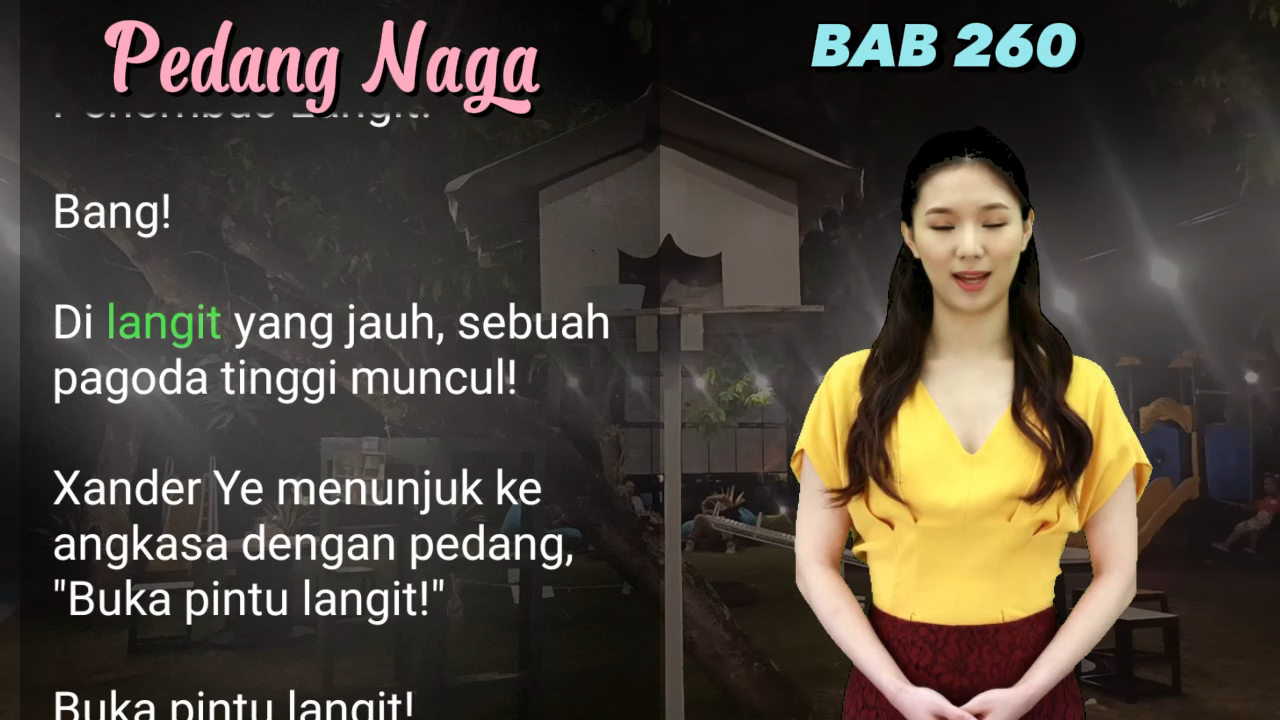 Pedang Naga
BAB 260
Langit!
Bang!
Di langit yang jauh, sebuah
pagoda tinggi muncul!
Xander Ye menunjuk ke
angkasa dengan pedang,
"Buka pintu langit!"
Buka pintu langit!